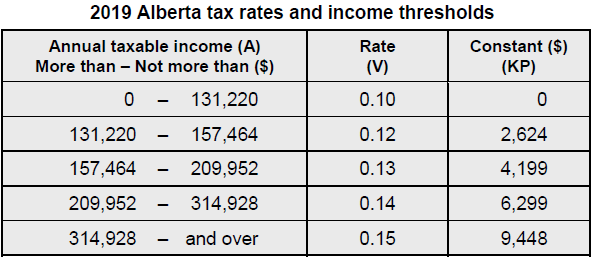 2019 Alberta tax rates and income thresholds
Annual taxable income (A) Rate Constant ($)
More than – Not more than ($) (V) (KP)
0 – 131,220 0.10 0
131,220 – 157,464 0.12 2,624
157,464 – 209,952 0.13 4,199
209,952 – 314,928 0.14 6,299
314,928 – and over 0.15 9,448